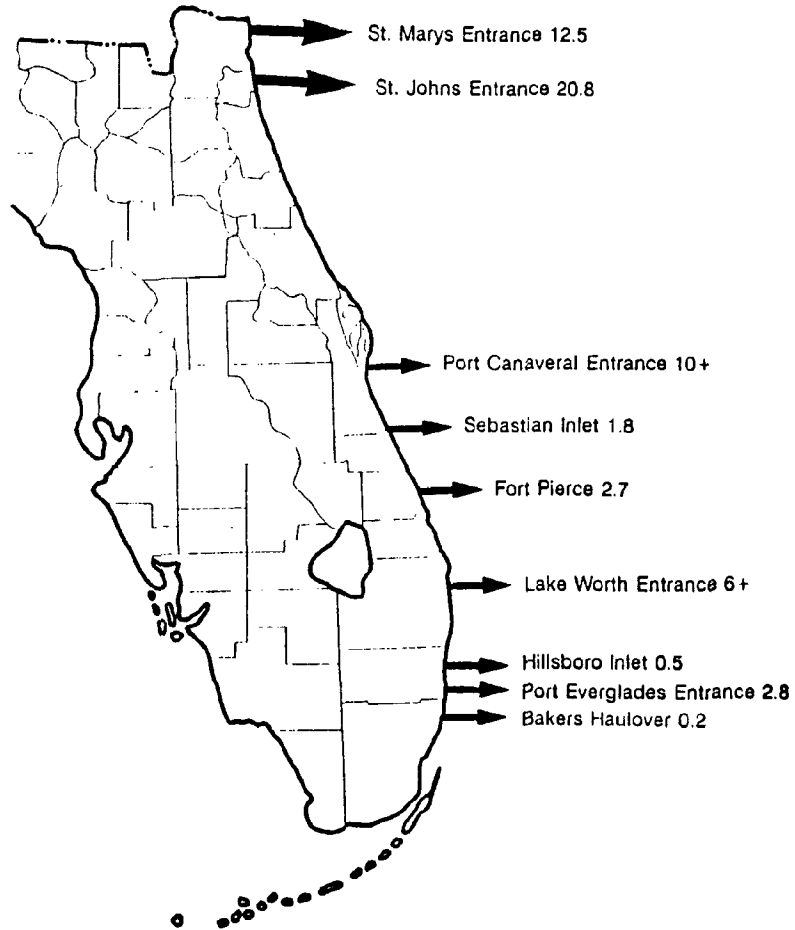 St. Marys Entrance 12.5
St. Johns Entrance 20.8
Port Canaveral Entrance 10+
Sebastian Inlet 1.8
Fort Pierce 2.7
Lake Worth Entrance 6+
Hillsboro Inlet 0.5
Port Everglades Entrance 2.8
Bakers Haulover 0.2